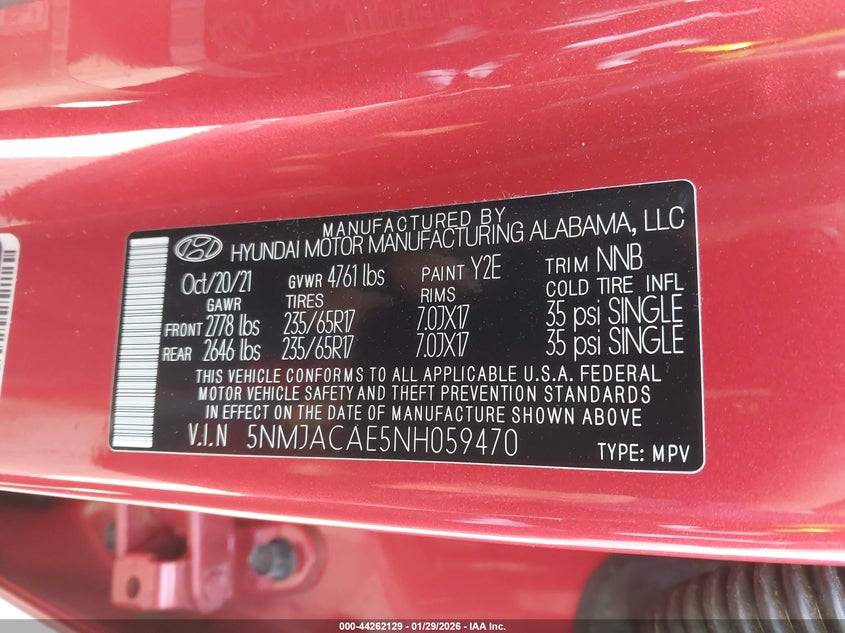 MANUFACTURED BY
HYUNDAI MOTOR MANUFACTURING ALABAMA, LLC
Oct/20/21 GVWR 4761 lbs PAINT Y2E TRIM NNB
GAWR TIRES RIMS COLD TIRE INFL
FRONT 2778 lbs 235/65R17 7.0JX17 35 psi SINGLE
REAR 2646 lbs 235/65R17 7.0JX17 35 psi SINGLE
THIS VEHICLE CONFORMS TO ALL APPLICABLE U.S.A. FEDERAL
MOTOR VEHICLE SAFETY AND THEFT PREVENTION STANDARDS
IN EFFECT ON THE DATE OF MANUFACTURE SHOWN ABOVE
V.I.N 5NMJACAE5NH059470
TYPE: MPV
000-44262129 - 01/29/2026 - IAA Inc.